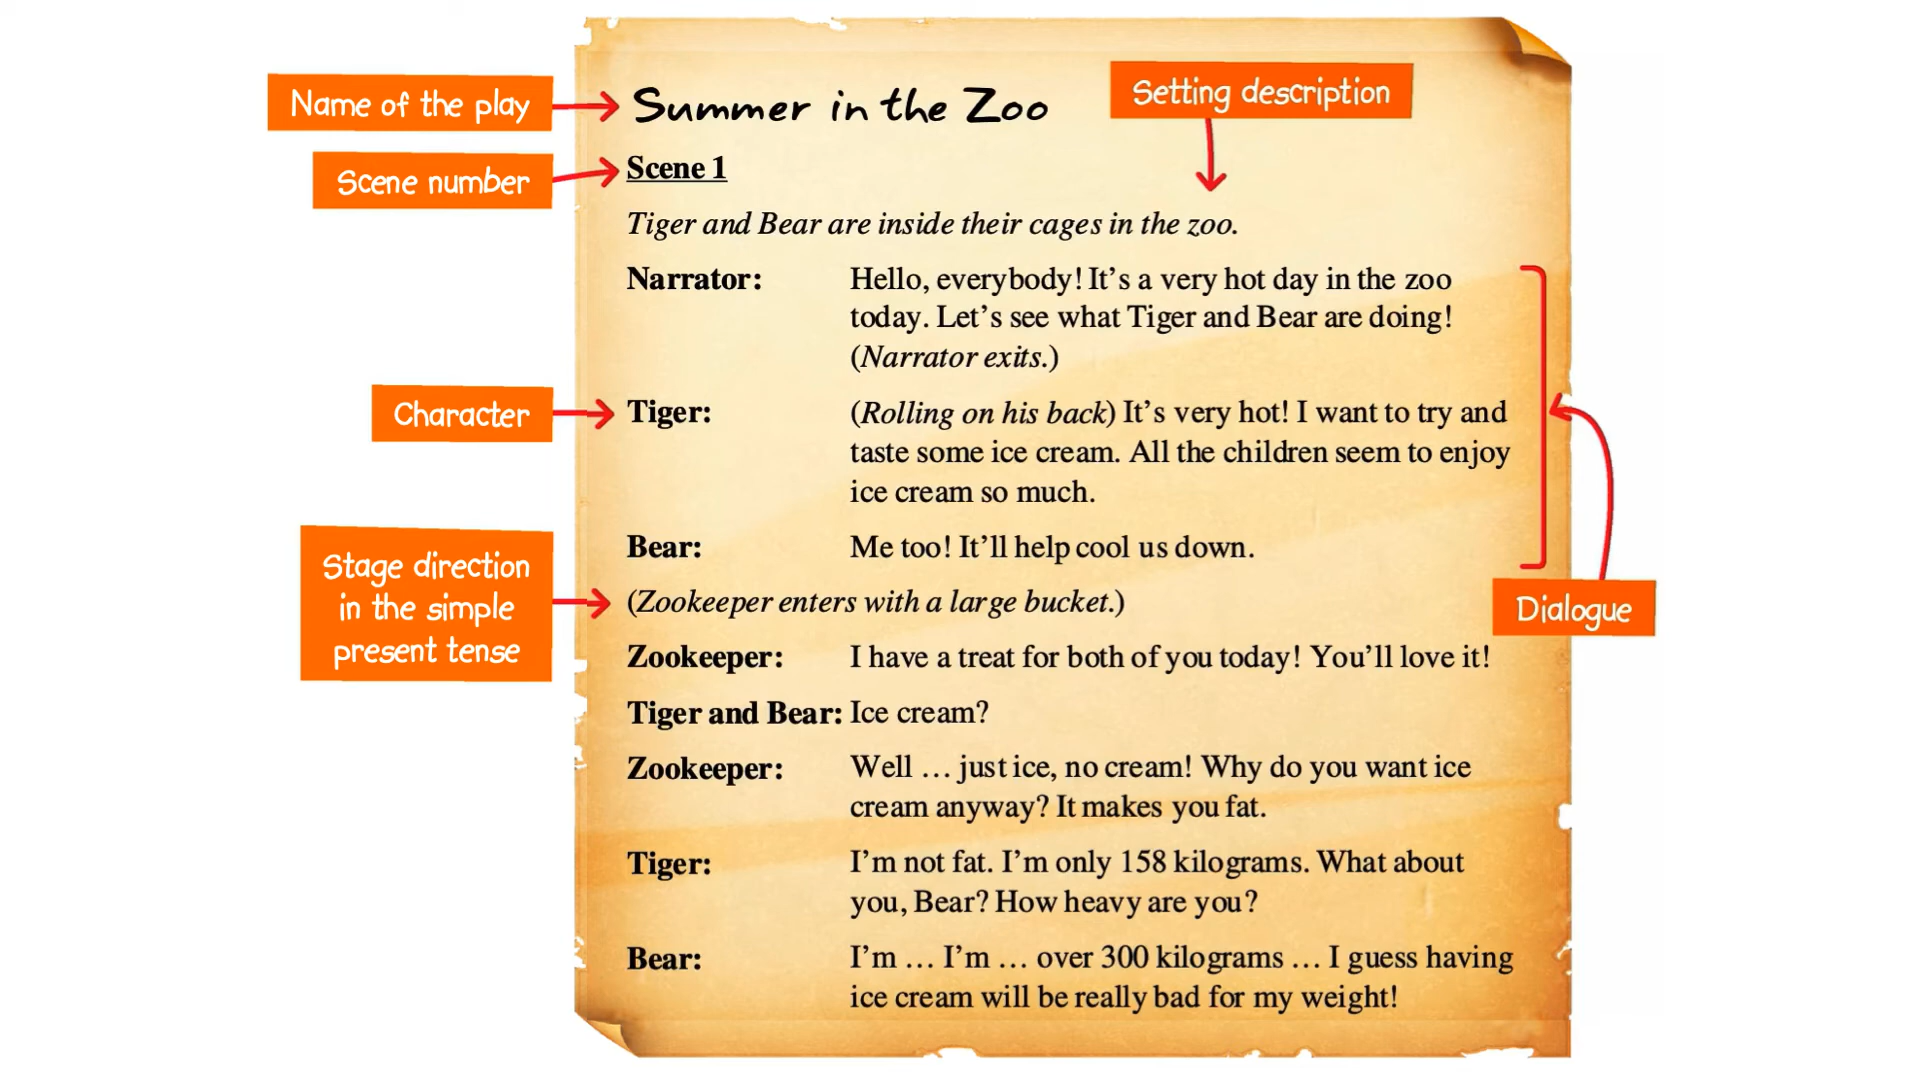 Name of the play
Summer in the Zoo
Setting description
Scene number
Scene 1
Tiger and Bear are inside their cages in the zoo.
Narrator: Hello, everybody! It's a very hot day in the zoo
today. Let's see what Tiger and Bear are doing!
(Narrator exits.)
Character
Tiger: (Rolling on his back) It's very hot! I want to try and
taste some ice cream. All the children seem to enjoy
ice cream so much.
Bear: Me too! It'll help cool us down.
Stage direction
in the simple
present tense
(Zookeeper enters with a large bucket.)
Dialogue
Zookeeper: I have a treat for both of you today! You'll love it!
Tiger and Bear: Ice cream?
Zookeeper: Well … just ice, no cream! Why do you want ice
cream anyway? It makes you fat.
Tiger: I'm not fat. I'm only 158 kilograms. What about
you, Bear? How heavy are you?
Bear: I'm … I'm … over 300 kilograms … I guess having
ice cream will be really bad for my weight!